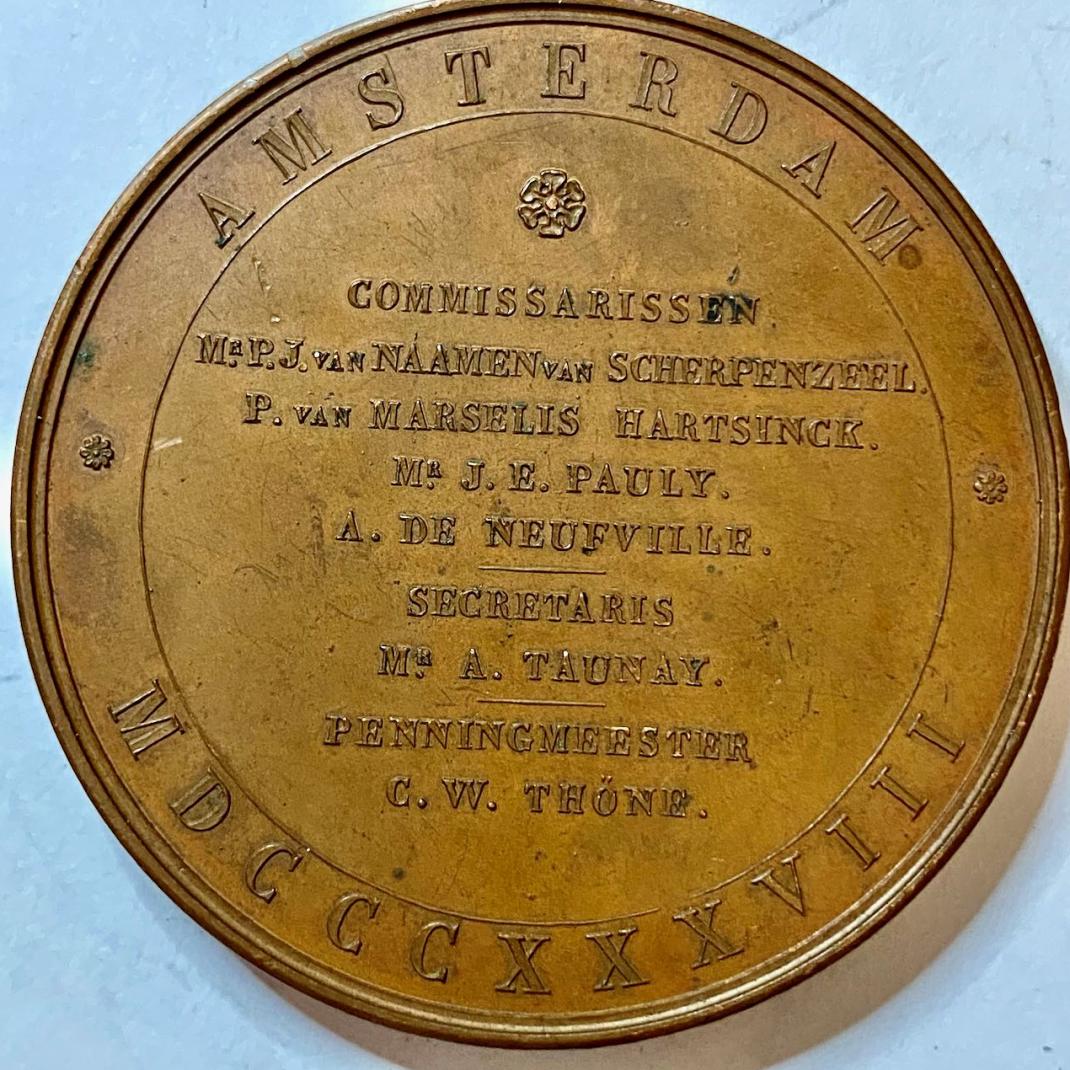 AMSTERDAM
COMMISSARISSEN
Mᴿ. P. J. VAN NAAMEN VAN SCHERPENZEEL.
P. VAN MARSELIS HARTSINCK.
Mᴿ. J. E. PAULY.
A. DE NEUFVILLE.
SECRETARIS
Mᴿ. A. TAUNAY.
PENNINGMEESTER
C. W. THÖNE.
MDCCCXXXVIII